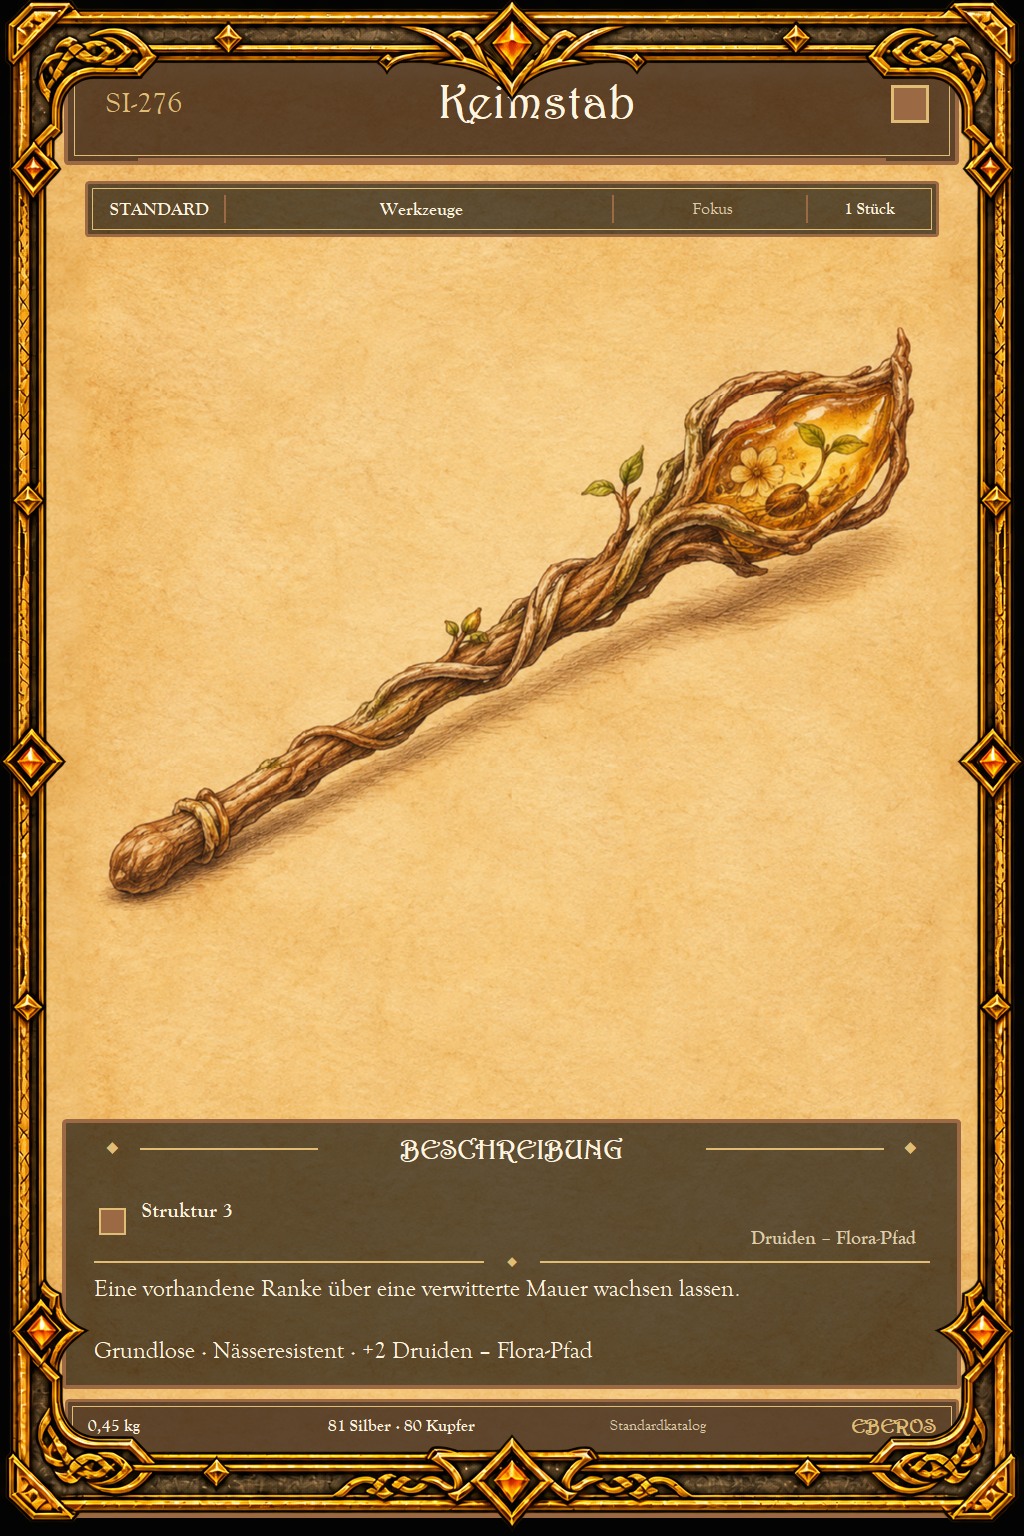 SI-276
Keimstab
STANDARD
Werkzeuge
Fokus
1 Stück
BESCHREIBUNG
Struktur 3
Druiden – Flora-Pfad
Eine vorhandene Ranke über eine verwitterte Mauer wachsen lassen.
Grundlose · Nässeresistent · +2 Druiden – Flora-Pfad
0,45 kg
81 Silber · 80 Kupfer
Standardkatalog
EBEROS